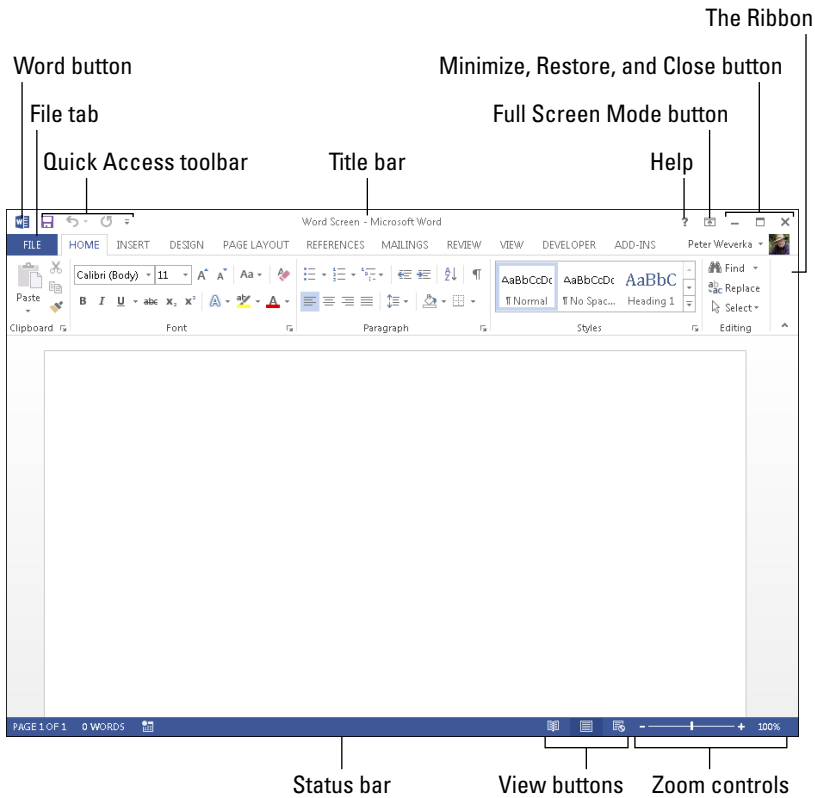 The Ribbon
Word button
Minimize, Restore, and Close button
File tab
Full Screen Mode button
Quick Access toolbar
Title bar
Help
Word Screen - Microsoft Word
?
FILE HOME INSERT DESIGN PAGE LAYOUT REFERENCES MAILINGS REVIEW VIEW DEVELOPER ADD-INS Peter Weverka
Calibri (Body) 11 A A Aa
AaBbCcDc AaBbCcDc AaBbC
Find
Replace
Select
Paste
B I U abc x₂ x² A ab A
¶ Normal ¶ No Spac... Heading 1
Clipboard Font Paragraph Styles Editing
PAGE 1 OF 1 0 WORDS 100%
Status bar
View buttons
Zoom controls